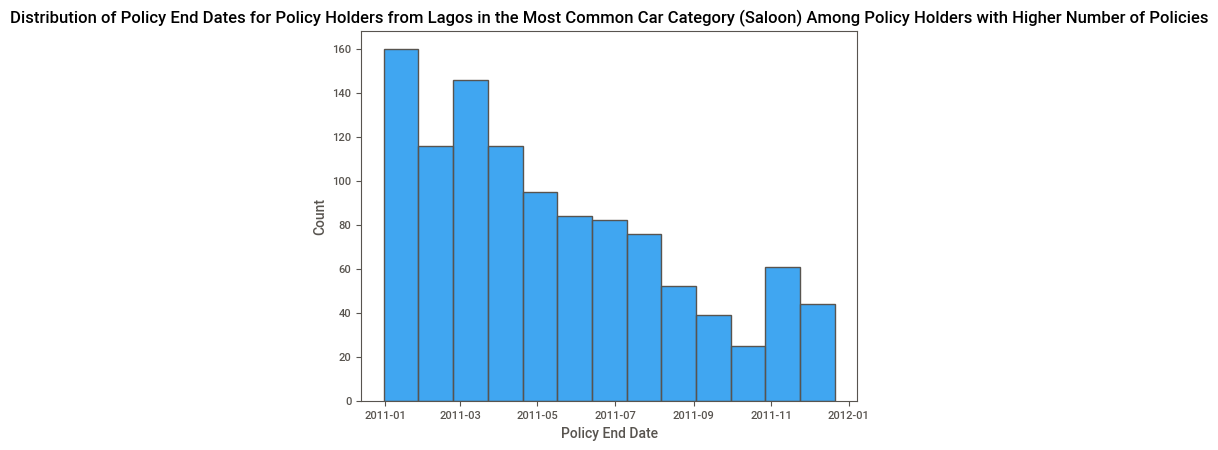 Distribution of Policy End Dates for Policy Holders from Lagos in the Most Common Car Category (Saloon) Among Policy Holders with Higher Number of Policies
160
140
120
100
80
60
40
20
0
Count
2011-01 2011-03 2011-05 2011-07 2011-09 2011-11 2012-01
Policy End Date